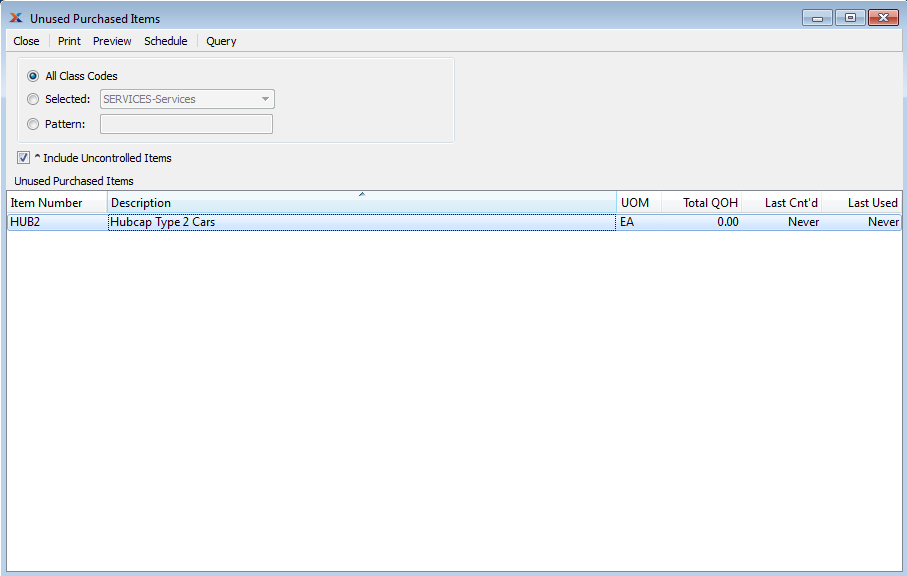 Unused Purchased Items
Close Print Preview Schedule Query
All Class Codes
Selected: SERVICES-Services
Pattern:
^ Include Uncontrolled Items
Unused Purchased Items
Item Number Description UOM Total QOH Last Cnt'd Last Used
HUB2 Hubcap Type 2 Cars EA 0.00 Never Never